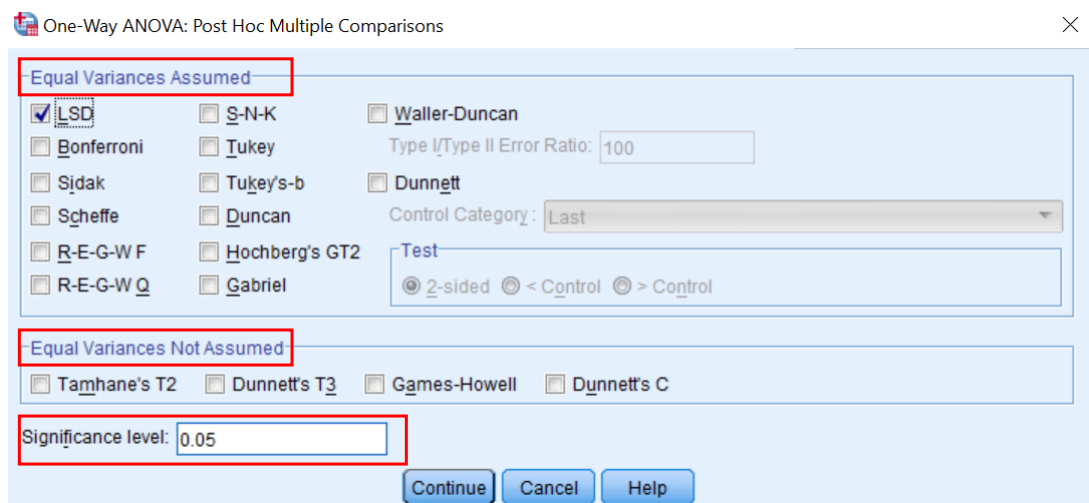 One-Way ANOVA: Post Hoc Multiple Comparisons
Equal Variances Assumed
LSD S-N-K Waller-Duncan
Bonferroni Tukey Type I/Type II Error Ratio: 100
Sidak Tukey's-b Dunnett
Scheffe Duncan Control Category: Last
R-E-G-W F Hochberg's GT2 Test
R-E-G-W Q Gabriel 2-sided < Control > Control
Equal Variances Not Assumed
Tamhane's T2 Dunnett's T3 Games-Howell Dunnett's C
Significance level: 0.05
Continue Cancel Help